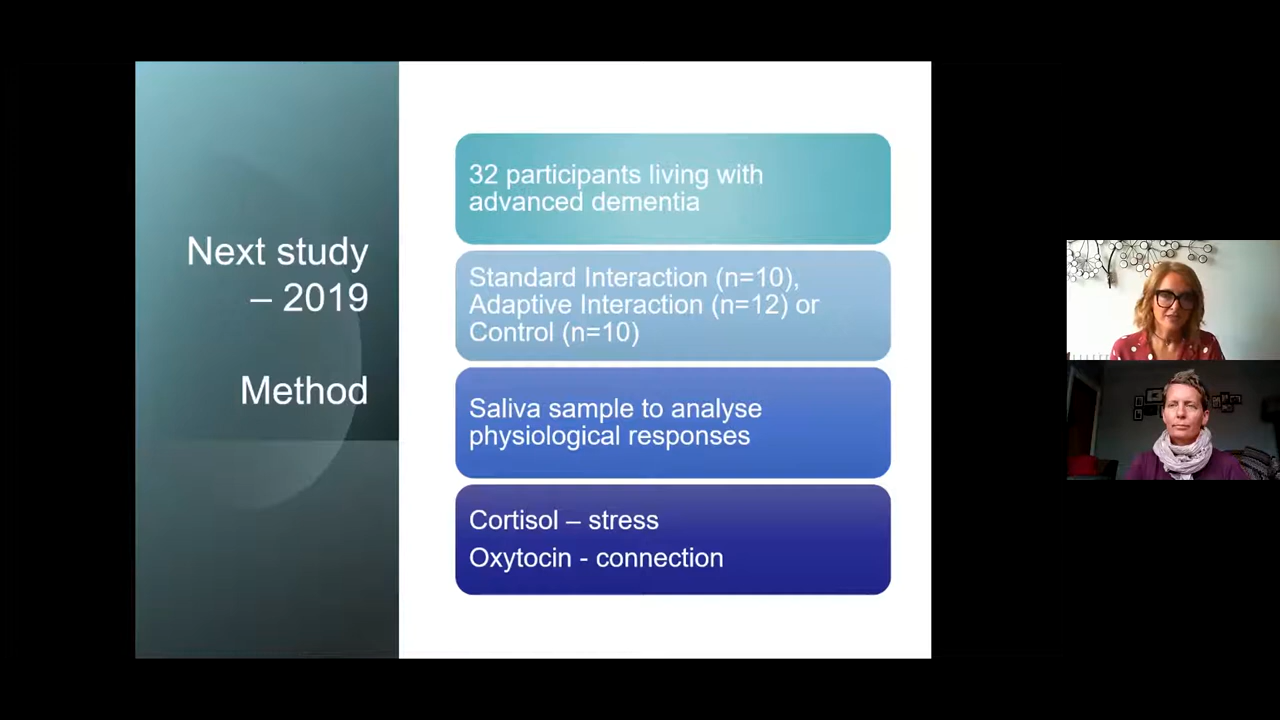 Next study
– 2019
Method
32 participants living with
advanced dementia
Standard Interaction (n=10),
Adaptive Interaction (n=12) or
Control (n=10)
Saliva sample to analyse
physiological responses
Cortisol – stress
Oxytocin - connection